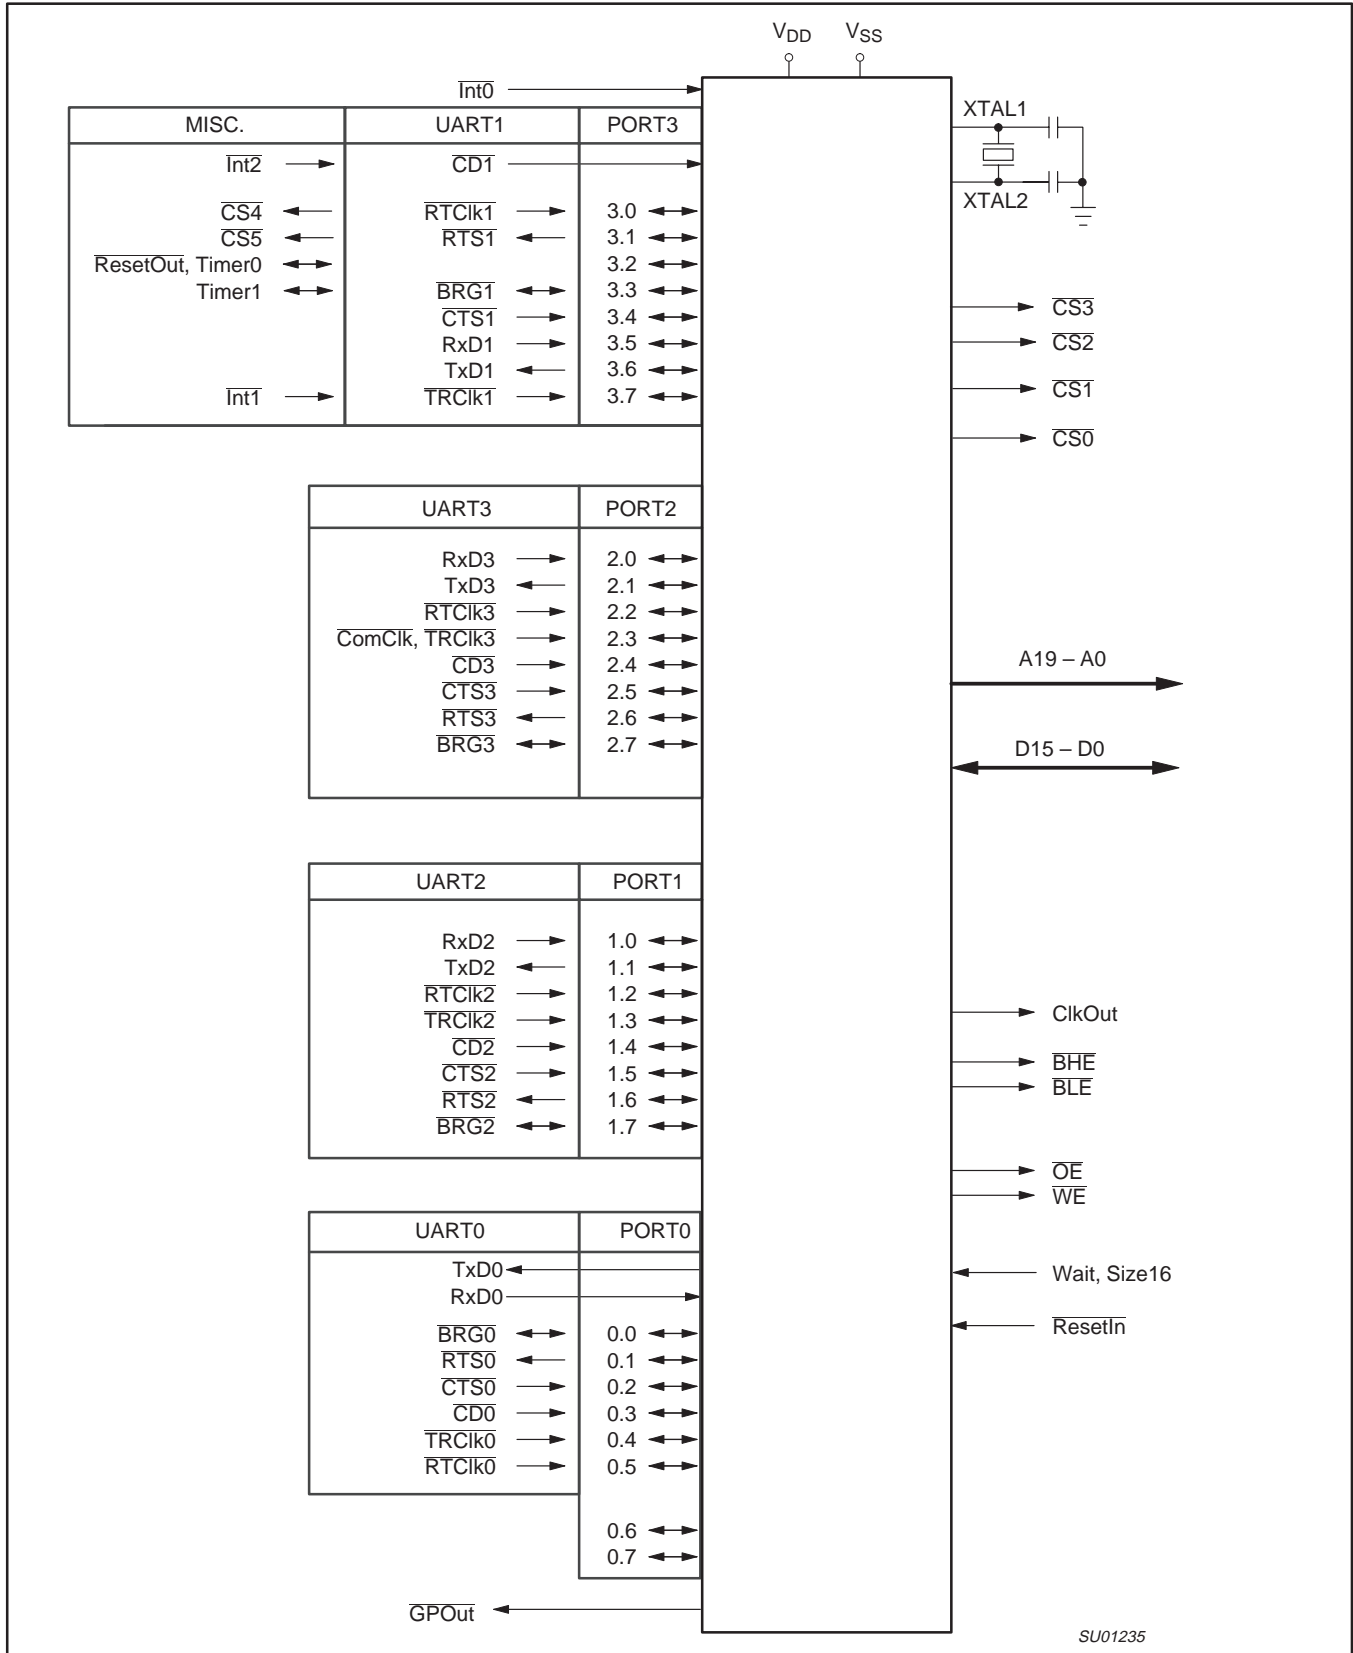 VDD VSS
Int0
MISC. UART1 PORT3
Int2 CD1
CS4 RTClk1 3.0
CS5 RTS1 3.1
ResetOut, Timer0 3.2
Timer1 BRG1 3.3
CTS1 3.4
RxD1 3.5
TxD1 3.6
Int1 TRClk1 3.7
XTAL1
XTAL2
CS3
CS2
CS1
CS0
UART3 PORT2
RxD3 2.0
TxD3 2.1
RTClk3 2.2
ComClk, TRClk3 2.3
CD3 2.4
CTS3 2.5
RTS3 2.6
BRG3 2.7
A19 – A0
D15 – D0
UART2 PORT1
RxD2 1.0
TxD2 1.1
RTClk2 1.2
TRClk2 1.3
CD2 1.4
CTS2 1.5
RTS2 1.6
BRG2 1.7
ClkOut
BHE
BLE
OE
WE
Wait, Size16
ResetIn
UART0 PORT0
TxD0
RxD0
BRG0 0.0
RTS0 0.1
CTS0 0.2
CD0 0.3
TRClk0 0.4
RTClk0 0.5
0.6
0.7
GPOut
SU01235